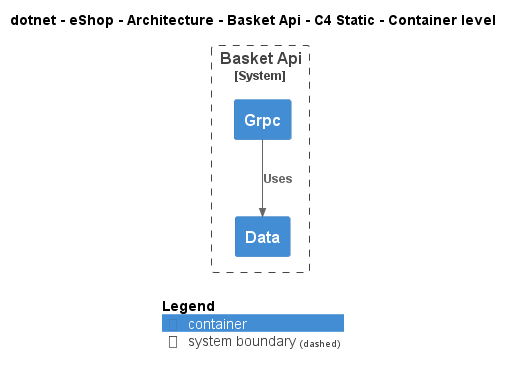 dotnet - eShop - Architecture - Basket Api - C4 Static - Container level
Basket Api
[System]
Grpc
Uses
Data
Legend
container
system boundary (dashed)